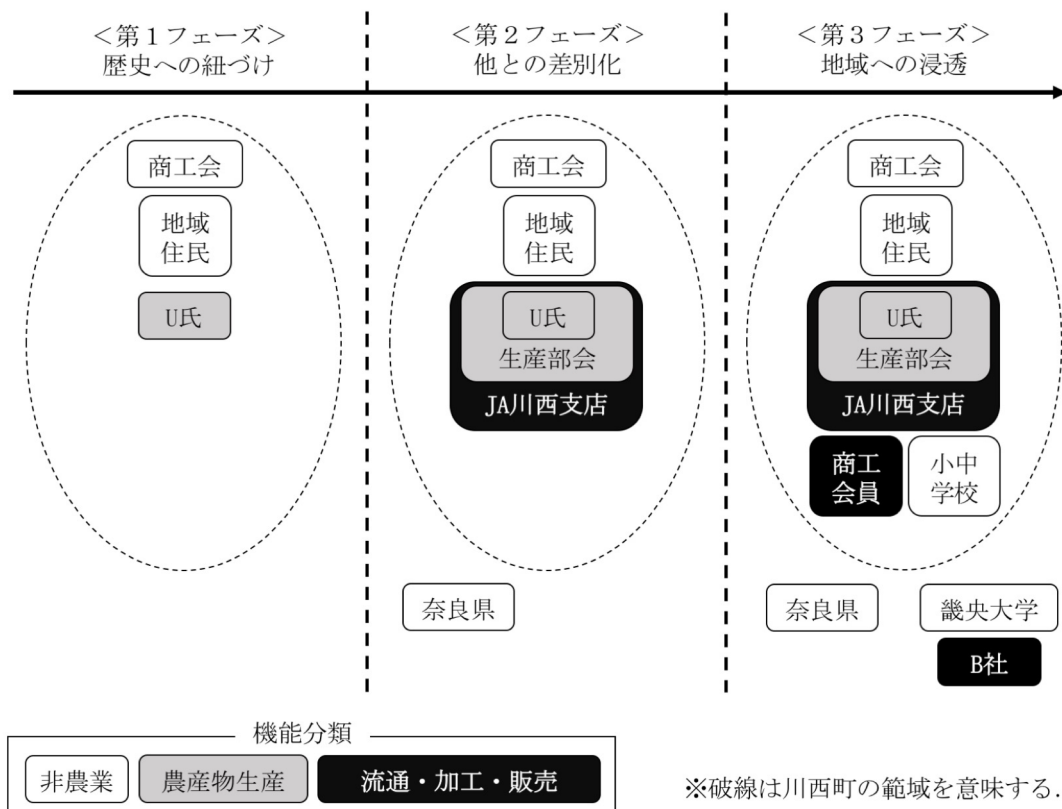 <第１フェーズ>
歴史への紐づけ
<第２フェーズ>
他との差別化
<第３フェーズ>
地域への浸透
商工会
地域
住民
U氏
商工会
地域
住民
U氏
生産部会
JA川西支店
奈良県
商工会
地域
住民
U氏
生産部会
JA川西支店
商工
会員
小中
学校
奈良県
畿央大学
B社
機能分類
非農業
農産物生産
流通・加工・販売
※破線は川西町の範域を意味する.